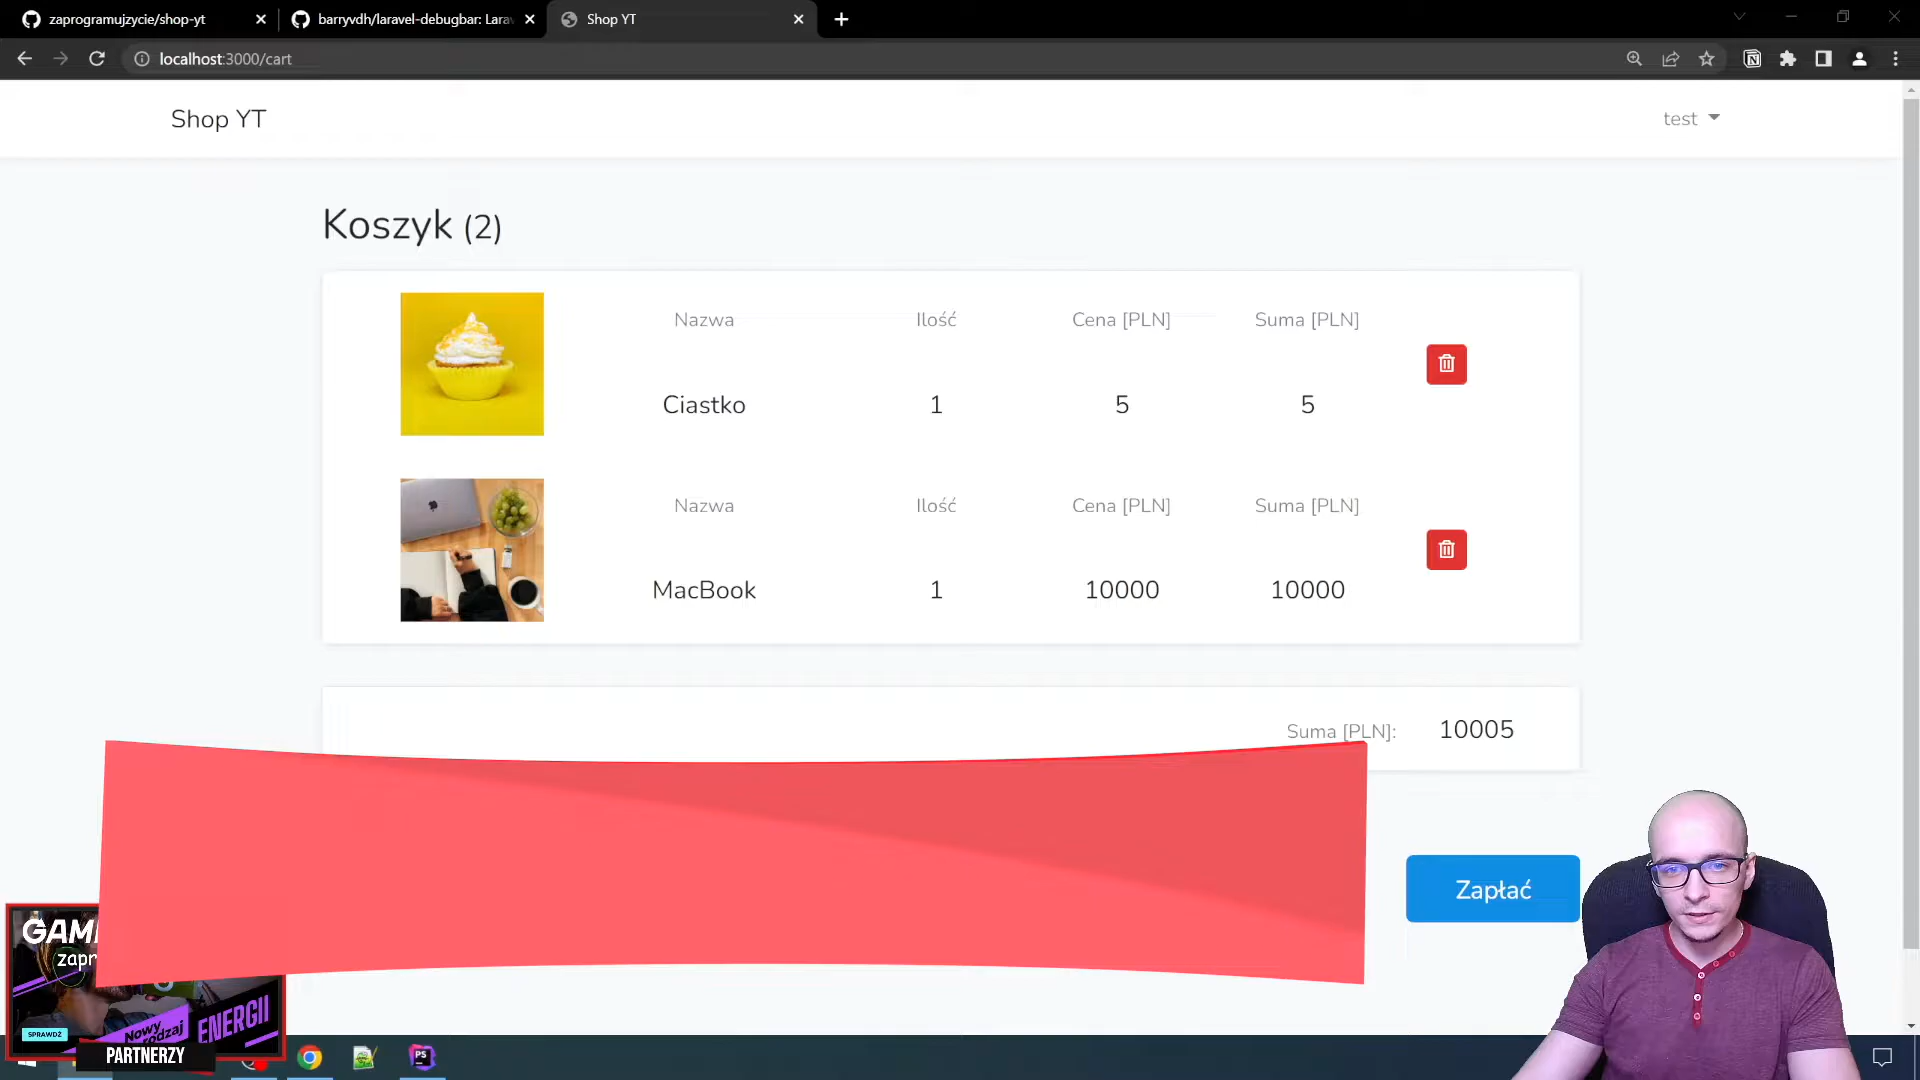 zaprogramujzycie/shop-yt
barryvdh/laravel-debugbar: Lara
Shop YT
localhost:3000/cart
Shop YT
test
Koszyk (2)
Nazwa Ilość Cena [PLN] Suma [PLN]
Ciastko 1 5 5
Nazwa Ilość Cena [PLN] Suma [PLN]
MacBook 1 10000 10000
Suma [PLN]: 10005
Zapłać
GAM
zapr
Nowy
ENERGII
SPRAWDŹ
PARTNERZY
PS